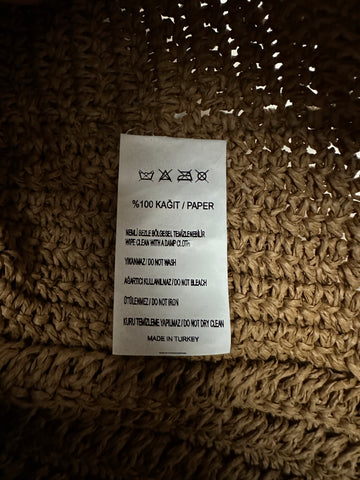 %100 KAĞIT / PAPER
NEMLİ BEZLE BÖLGESEL TEMİZLENEBİLİR
WIPE CLEAN WITH A DAMP CLOTH
YIKANMAZ / DO NOT WASH
AĞARTICI KULLANILMAZ / DO NOT BLEACH
ÜTÜLENMEZ / DO NOT IRON
KURU TEMİZLEME YAPILMAZ / DO NOT DRY CLEAN
MADE IN TURKEY